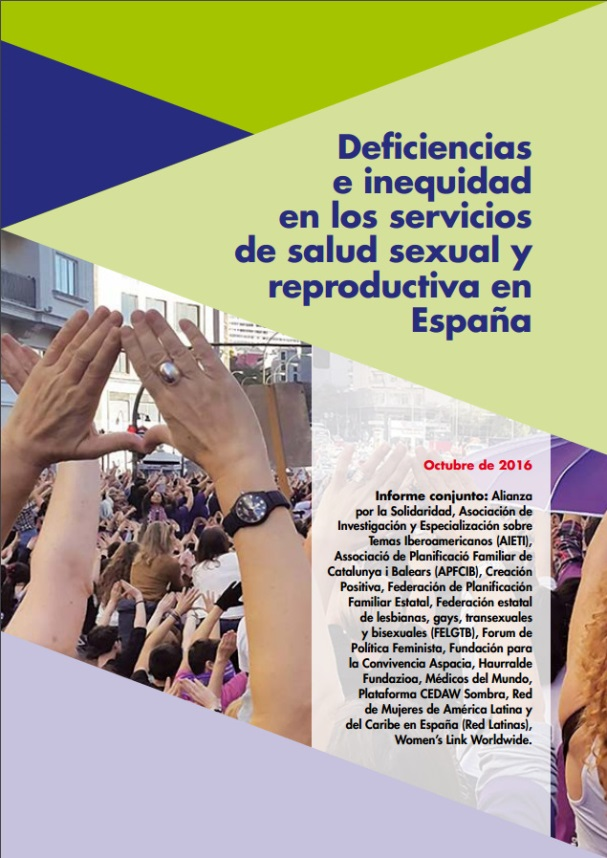 Deficiencias
e inequidad
en los servicios
de salud sexual y
reproductiva en
España
Octubre de 2016
Informe conjunto: Alianza
por la Solidaridad, Asociación de
Investigación y Especialización sobre
Temas Iberoamericanos (AIETI),
Associació de Planificació Familiar de
Catalunya i Balears (APFCIB), Creación
Positiva, Federación de Planificación
Familiar Estatal, Federación estatal
de lesbianas, gays, transexuales
y bisexuales (FELGTB), Forum de
Política Feminista, Fundación para
la Convivencia Aspacia, Haurralde
Fundazioa, Médicos del Mundo,
Plataforma CEDAW Sombra, Red
de Mujeres de América Latina y
del Caribe en España (Red Latinas),
Women's Link Worldwide.